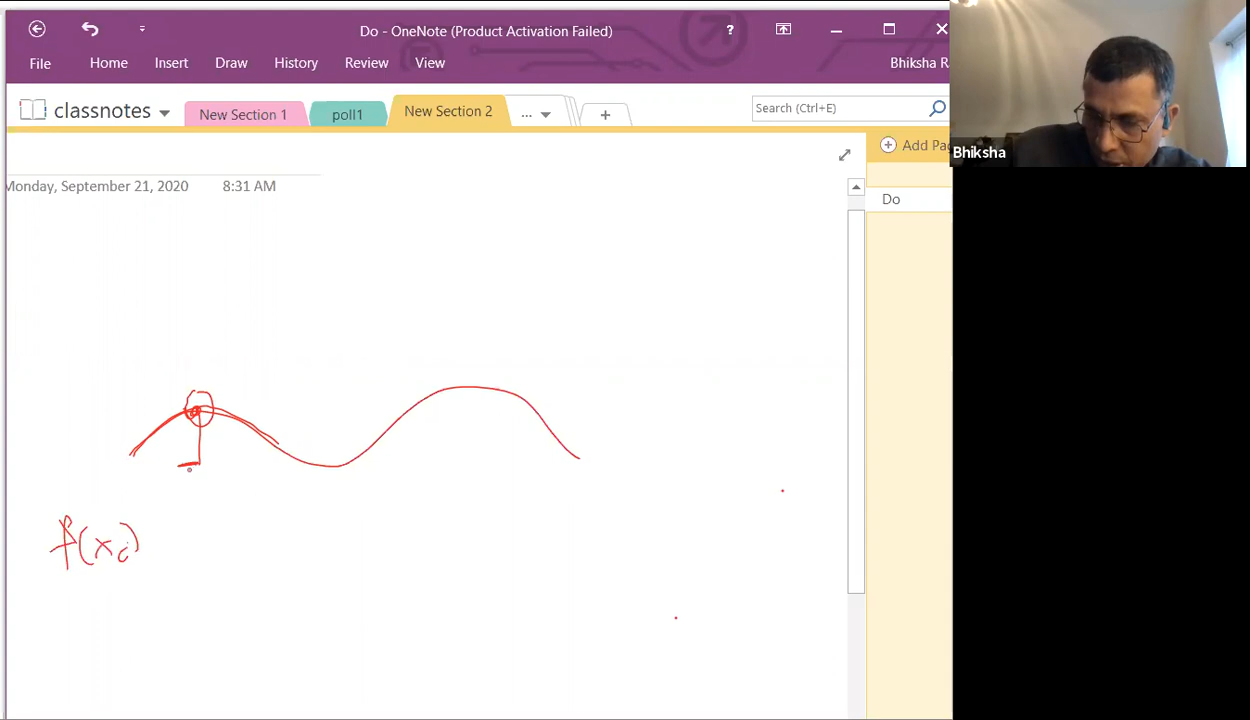 Do - OneNote (Product Activation Failed)
?
File Home Insert Draw History Review View Bhiksha R
classnotes New Section 1 poll1 New Section 2 ... + Search (Ctrl+E)
+ Add Pag
Bhiksha
Monday, September 21, 2020 8:31 AM
Do
f(xi)